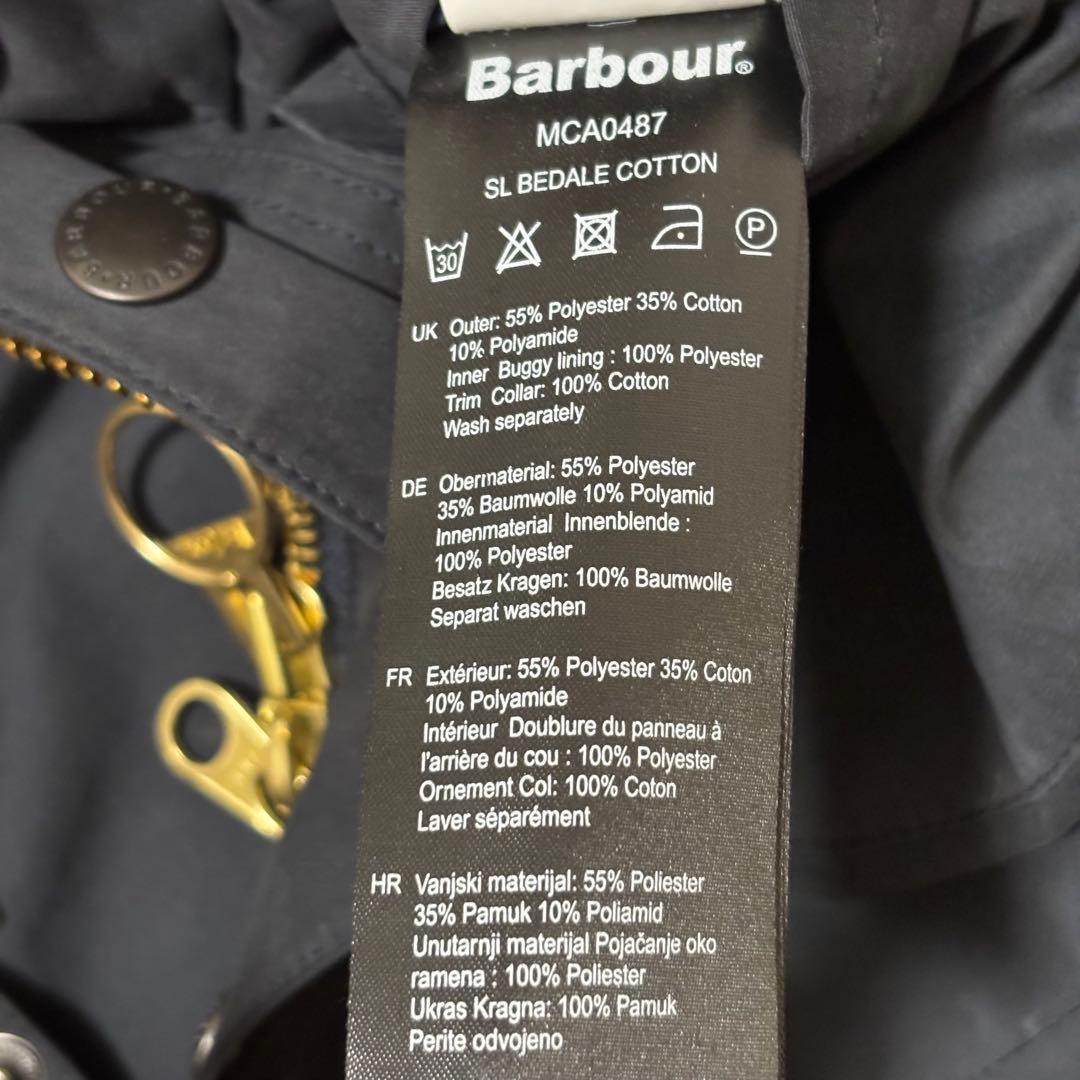 Barbour®
MCA0487
SL BEDALE COTTON
30
P
UK Outer: 55% Polyester 35% Cotton
10% Polyamide
Inner Buggy lining : 100% Polyester
Trim Collar: 100% Cotton
Wash separately
DE Obermaterial: 55% Polyester
35% Baumwolle 10% Polyamid
Innenmaterial Innenblende :
100% Polyester
Besatz Kragen: 100% Baumwolle
Separat waschen
FR Extérieur: 55% Polyester 35% Coton
10% Polyamide
Intérieur Doublure du panneau à
l'arrière du cou : 100% Polyester
Ornement Col: 100% Coton
Laver séparément
HR Vanjski materijal: 55% Poliester
35% Pamuk 10% Poliamid
Unutarnji materijal Pojačanje oko
ramena : 100% Poliester
Ukras Kragna: 100% Pamuk
Perite odvojeno
BARBOUR · BARBOUR ·